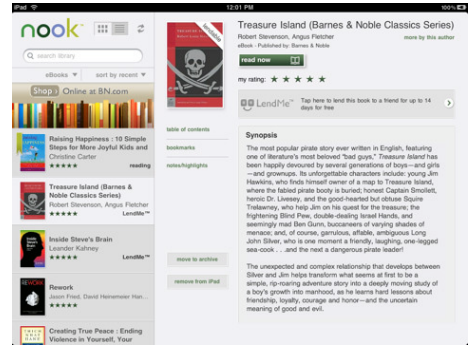 iPad
12:01 PM
100%
nook™
search library
eBooks ▼
sort by recent ▼
Shop Online at BN.com
Raising Happiness : 10 Simple
Steps for More Joyful Kids and
Christine Carter
★★★★★ reading
Treasure Island (Barnes &
Noble Classics Series)
Robert Stevenson, Angus Fletcher
★★★★★ LendMe™
Inside Steve's Brain
Leander Kahney
★★★★★ LendMe™
Rework
Jason Fried, David Heinemeier Han...
★★★★★
Creating True Peace : Ending
Violence in Yourself, Your
lendable
table of contents
bookmarks
notes/highlights
move to archive
remove from iPad
Treasure Island (Barnes & Noble Classics Series)
Robert Stevenson, Angus Fletcher
more by this author
eBook - Published by: Barnes & Noble
read now
my rating: ★ ★ ★ ★ ★
LendMe™
Tap here to lend this book to a friend for up to 14
days for free
Synopsis
The most popular pirate story ever written in English, featuring
one of literature's most beloved "bad guys," Treasure Island has
been happily devoured by several generations of boys—and girls
—and grownups. Its unforgettable characters include: young Jim
Hawkins, who finds himself owner of a map to Treasure Island,
where the fabled pirate booty is buried; honest Captain Smollett,
heroic Dr. Livesey, and the good-hearted but obtuse Squire
Trelawney, who help Jim on his quest for the treasure; the
frightening Blind Pew, double-dealing Israel Hands, and
seemingly mad Ben Gunn, buccaneers of varying shades of
menace; and, of course, garrulous, affable, ambiguous Long
John Silver, who is one moment a friendly, laughing, one-legged
sea-cook . . .and the next a dangerous pirate leader!
The unexpected and complex relationship that develops between
Silver and Jim helps transform what seems at first to be a
simple, rip-roaring adventure story into a deeply moving study of
a boy's growth into manhood, as he learns hard lessons about
friendship, loyalty, courage and honor—and the uncertain
meaning of good and evil.